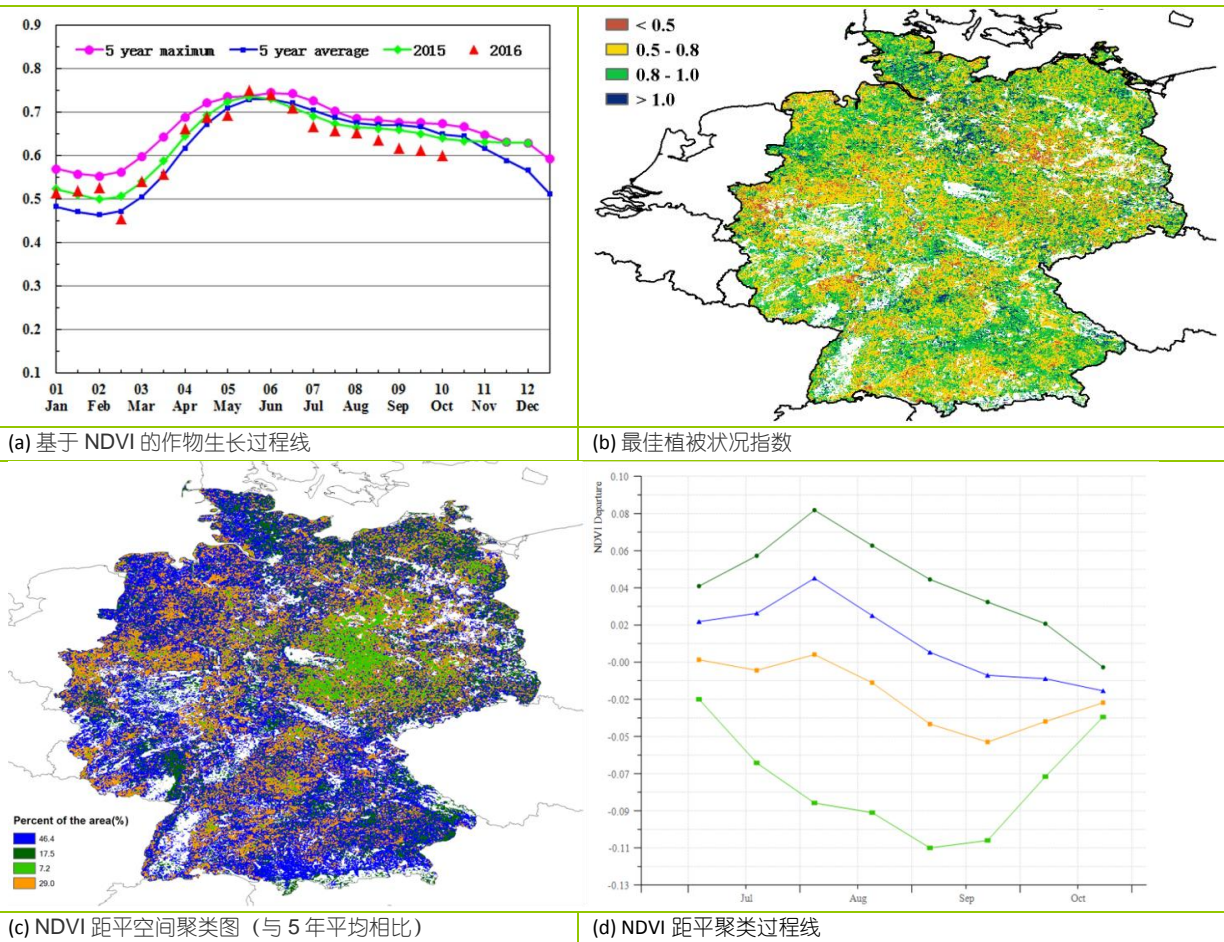 0.9
0.8
0.7
0.6
0.5
0.4
0.3
0.2
0.1
5 year maximum 5 year average 2015 2016
01 02 03 04 05 06 07 08 09 10 11 12
Jan Feb Mar Apr May Jun Jul Aug Sep Oct Nov Dec
< 0.5
0.5 - 0.8
0.8 - 1.0
> 1.0
(a) 基于 NDVI 的作物生长过程线
(b) 最佳植被状况指数
Percent of the area(%)
46.4
17.5
7.2
29.0
NDVI Departure
0.10
0.08
0.06
0.04
0.02
-0.00
-0.02
-0.05
-0.07
-0.09
-0.11
-0.13
Jul Aug Sep Oct
(c) NDVI 距平空间聚类图（与 5 年平均相比）
(d) NDVI 距平聚类过程线